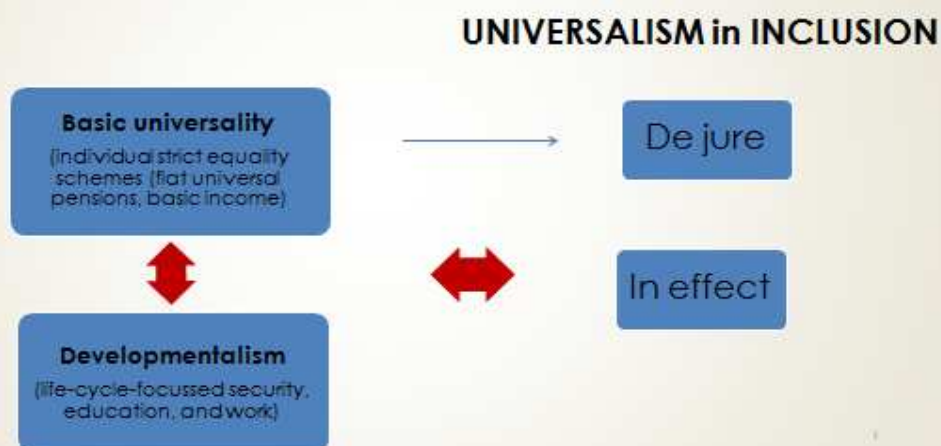 UNIVERSALISM in INCLUSION
Basic universality
(individual strict equality
schemes (flat universal
pensions, basic income)
De jure
In effect
Developmentalism
(life-cycle-focussed security,
education, and work)